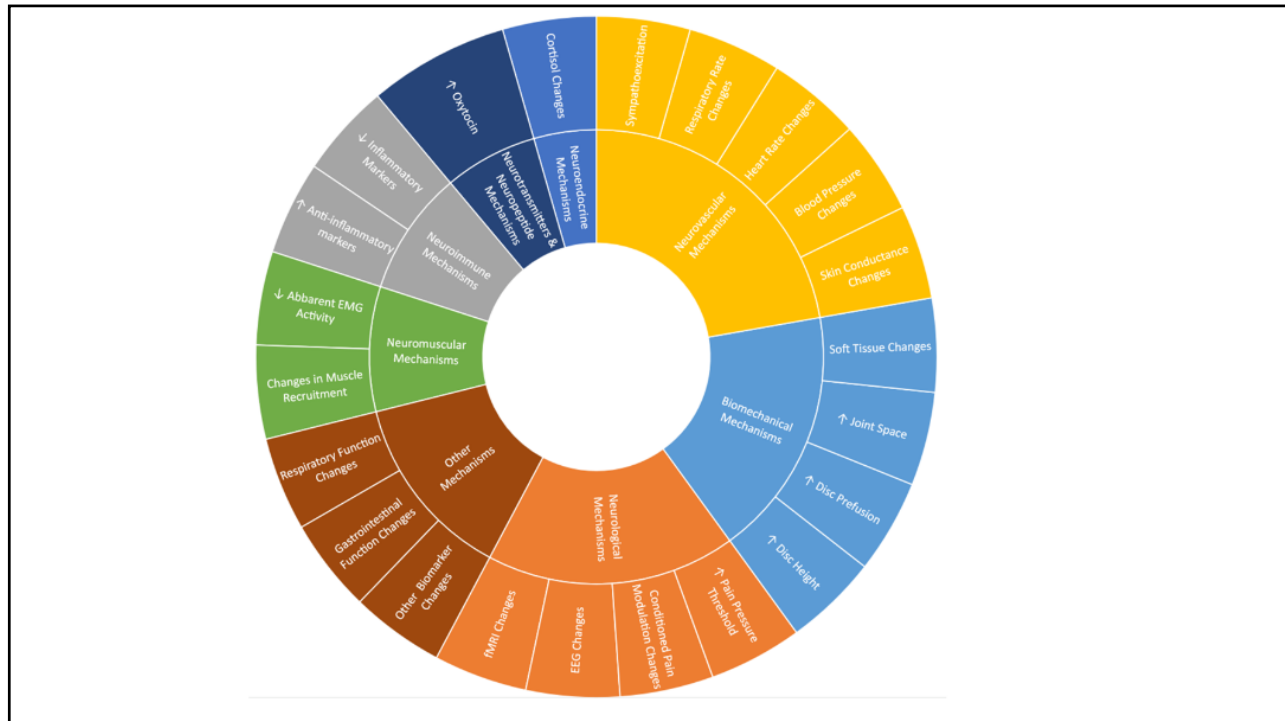 Sympathoexcitation
Respiratory Rate
Changes
Heart Rate Changes
Blood Pressure
Changes
Skin Conductance
Changes
Neurovascular
Mechanisms
Soft Tissue Changes
↑ Joint Space
↑ Disc Prefusion
↑ Disc Height
Biomechanical
Mechanisms
↑ Pain Pressure
Threshold
Conditioned Pain
Modulation Changes
EEG Changes
fMRI Changes
Neurological
Mechanisms
Other Biomarker
Changes
Gastrointestinal
Function Changes
Respiratory Function
Changes
Other
Mechanisms
Changes in Muscle
Recruitment
↓ Abbarent EMG
Activity
Neuromuscular
Mechanisms
↑ Anti-inflammatory
markers
↓ Inflammatory
Markers
Neuroimmune
Mechanisms
↑ Oxytocin
Neurotransmitters &
Neuropeptide
Mechanisms
Cortisol Changes
Neuroendocrine
Mechanisms